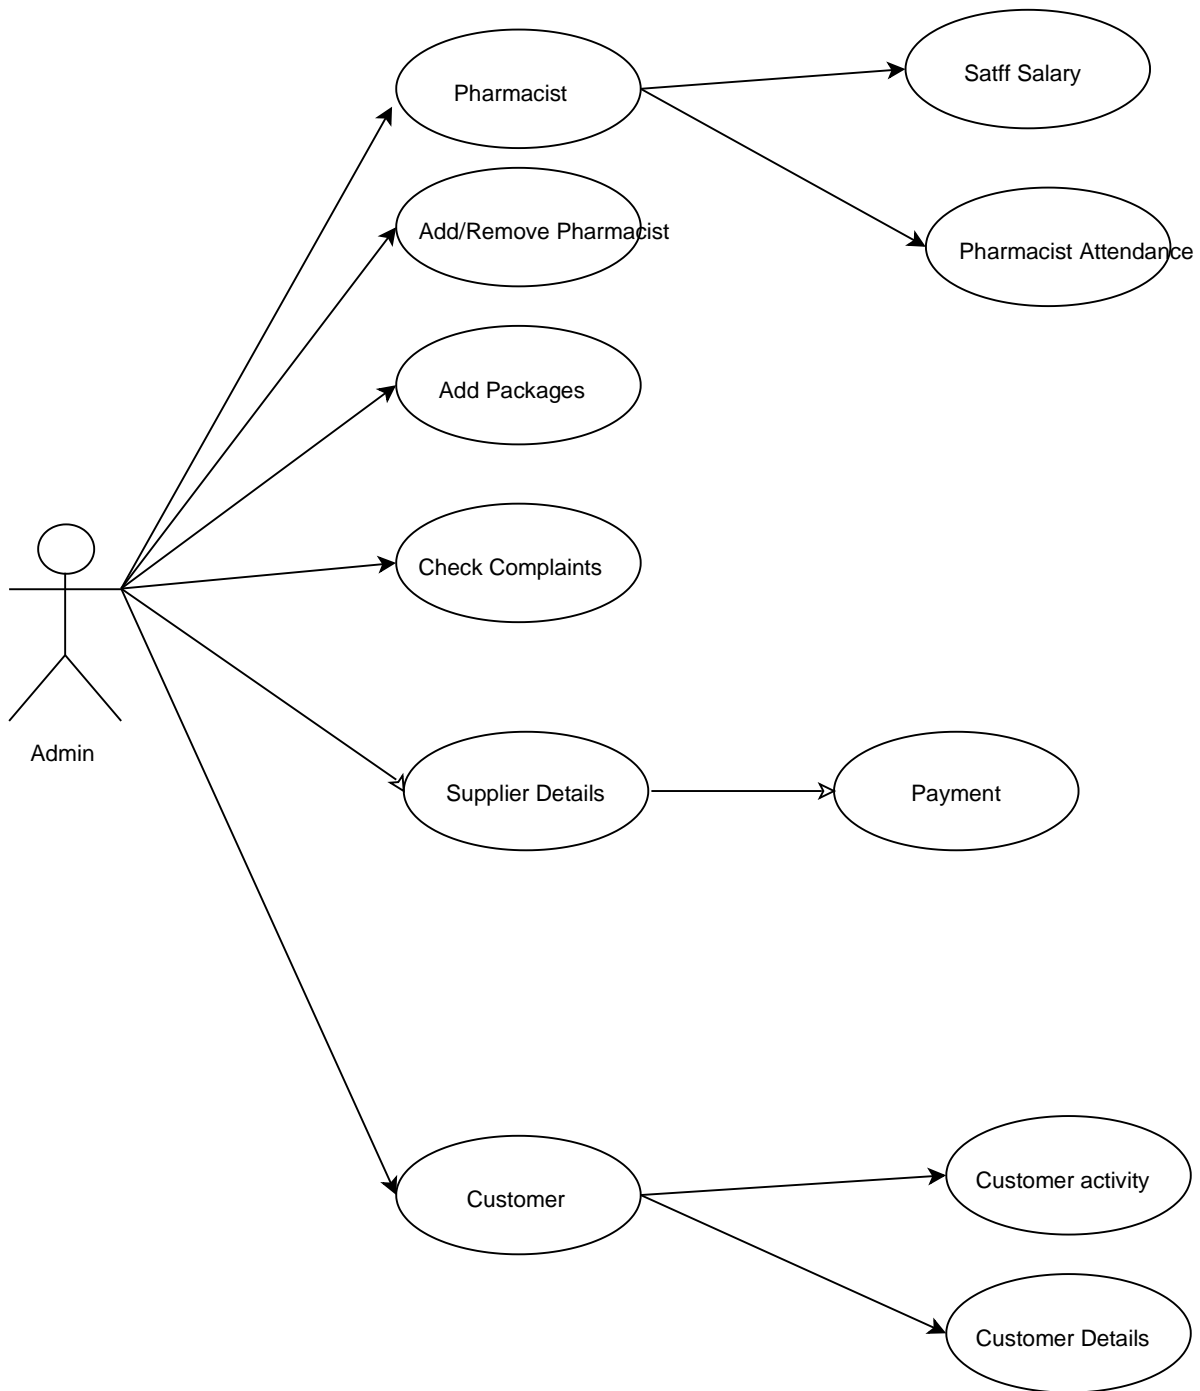 Pharmacist
Satff Salary
Add/Remove Pharmacist
Pharmacist Attendance
Add Packages
Check Complaints
Admin
Supplier Details
Payment
Customer
Customer activity
Customer Details